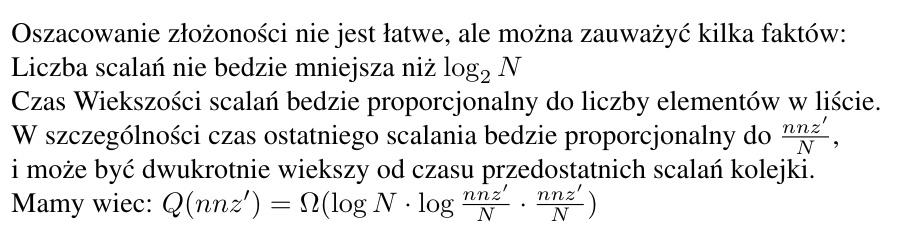 Oszacowanie złożoności nie jest łatwe, ale można zauważyć kilka faktów:
Liczba scalań nie bedzie mniejsza niż $\log_2 N$
Czas Wiekszości scalań bedzie proporcjonalny do liczby elementów w liście.
W szczególności czas ostatniego scalania bedzie proporcjonalny do $\frac{nnz'}{N}$,
i może być dwukrotnie wiekszy od czasu przedostatnich scalań kolejki.
Mamy wiec: $Q(nnz') = \Omega(\log N \cdot \log \frac{nnz'}{N} \cdot \frac{nnz'}{N})$